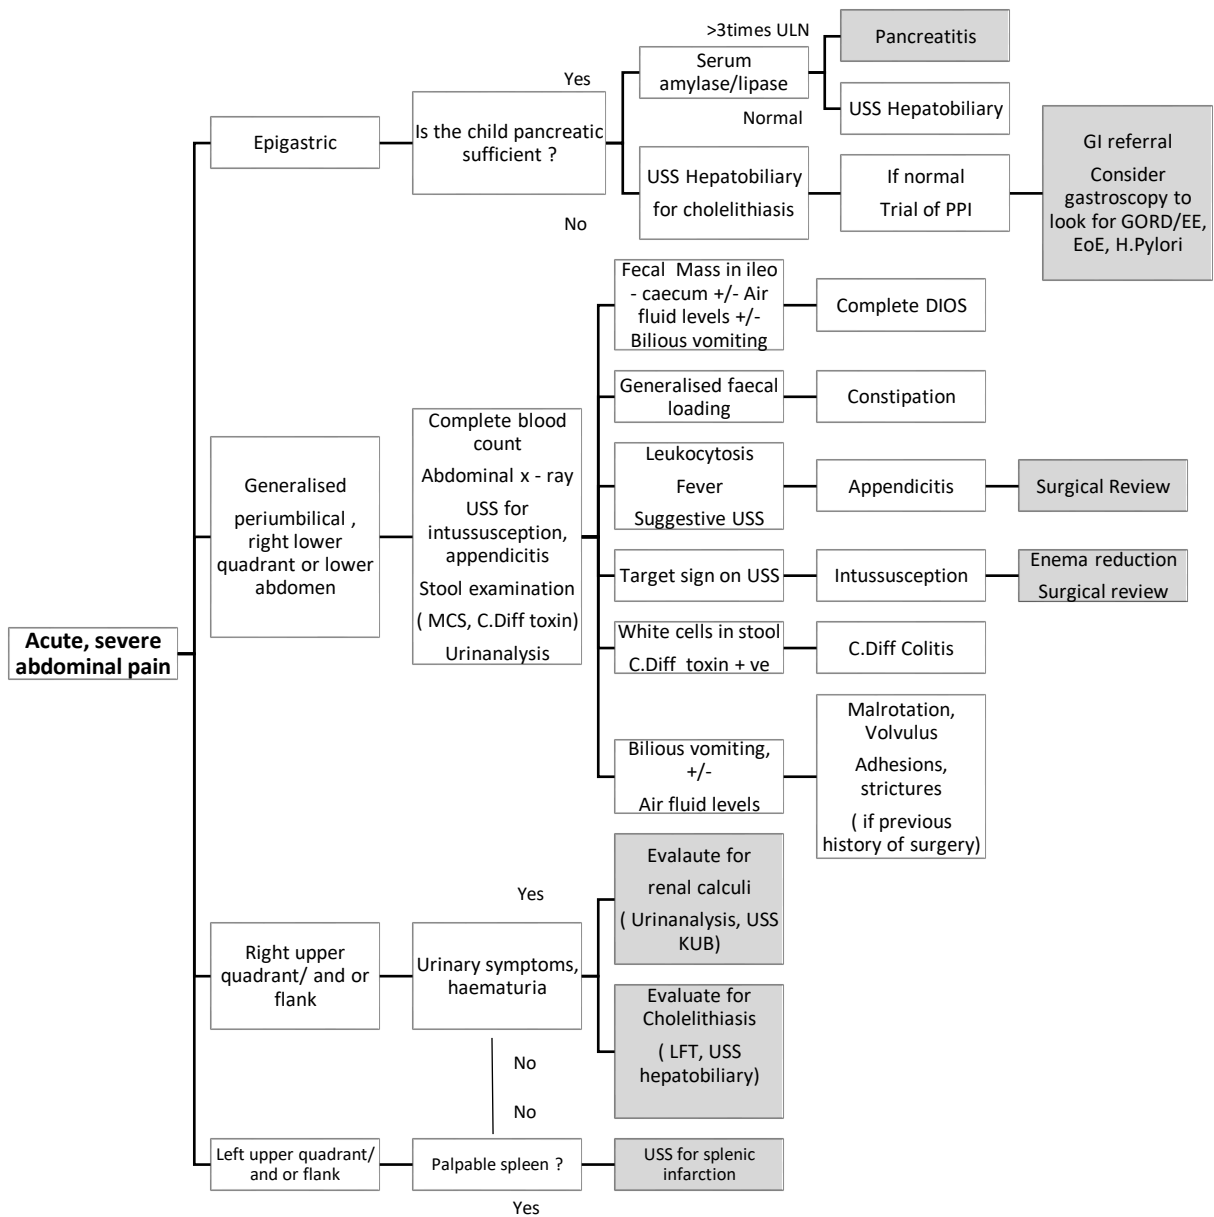 Acute, severe
abdominal pain
Epigastric
Is the child pancreatic
sufficient ?
Yes
No
Serum
amylase/lipase
>3times ULN
Normal
Pancreatitis
USS Hepatobiliary
USS Hepatobiliary
for cholelithiasis
If normal
Trial of PPI
GI referral
Consider
gastroscopy to
look for GORD/EE,
EoE, H.Pylori
Generalised
periumbilical ,
right lower
quadrant or lower
abdomen
Complete blood
count
Abdominal x - ray
USS for
intussusception,
appendicitis
Stool examination
( MCS, C.Diff toxin)
Urinanalysis
Fecal Mass in ileo
- caecum +/- Air
fluid levels +/-
Bilious vomiting
Complete DIOS
Generalised faecal
loading
Constipation
Leukocytosis
Fever
Suggestive USS
Appendicitis
Surgical Review
Target sign on USS
Intussusception
Enema reduction
Surgical review
White cells in stool
C.Diff toxin + ve
C.Diff Colitis
Bilious vomiting,
+/-
Air fluid levels
Malrotation,
Volvulus
Adhesions,
strictures
( if previous
history of surgery)
Right upper
quadrant/ and or
flank
Urinary symptoms,
haematuria
Yes
No
No
Evalaute for
renal calculi
( Urinanalysis, USS
KUB)
Evaluate for
Cholelithiasis
( LFT, USS
hepatobiliary)
Left upper quadrant/
and or flank
Palpable spleen ?
Yes
USS for splenic
infarction